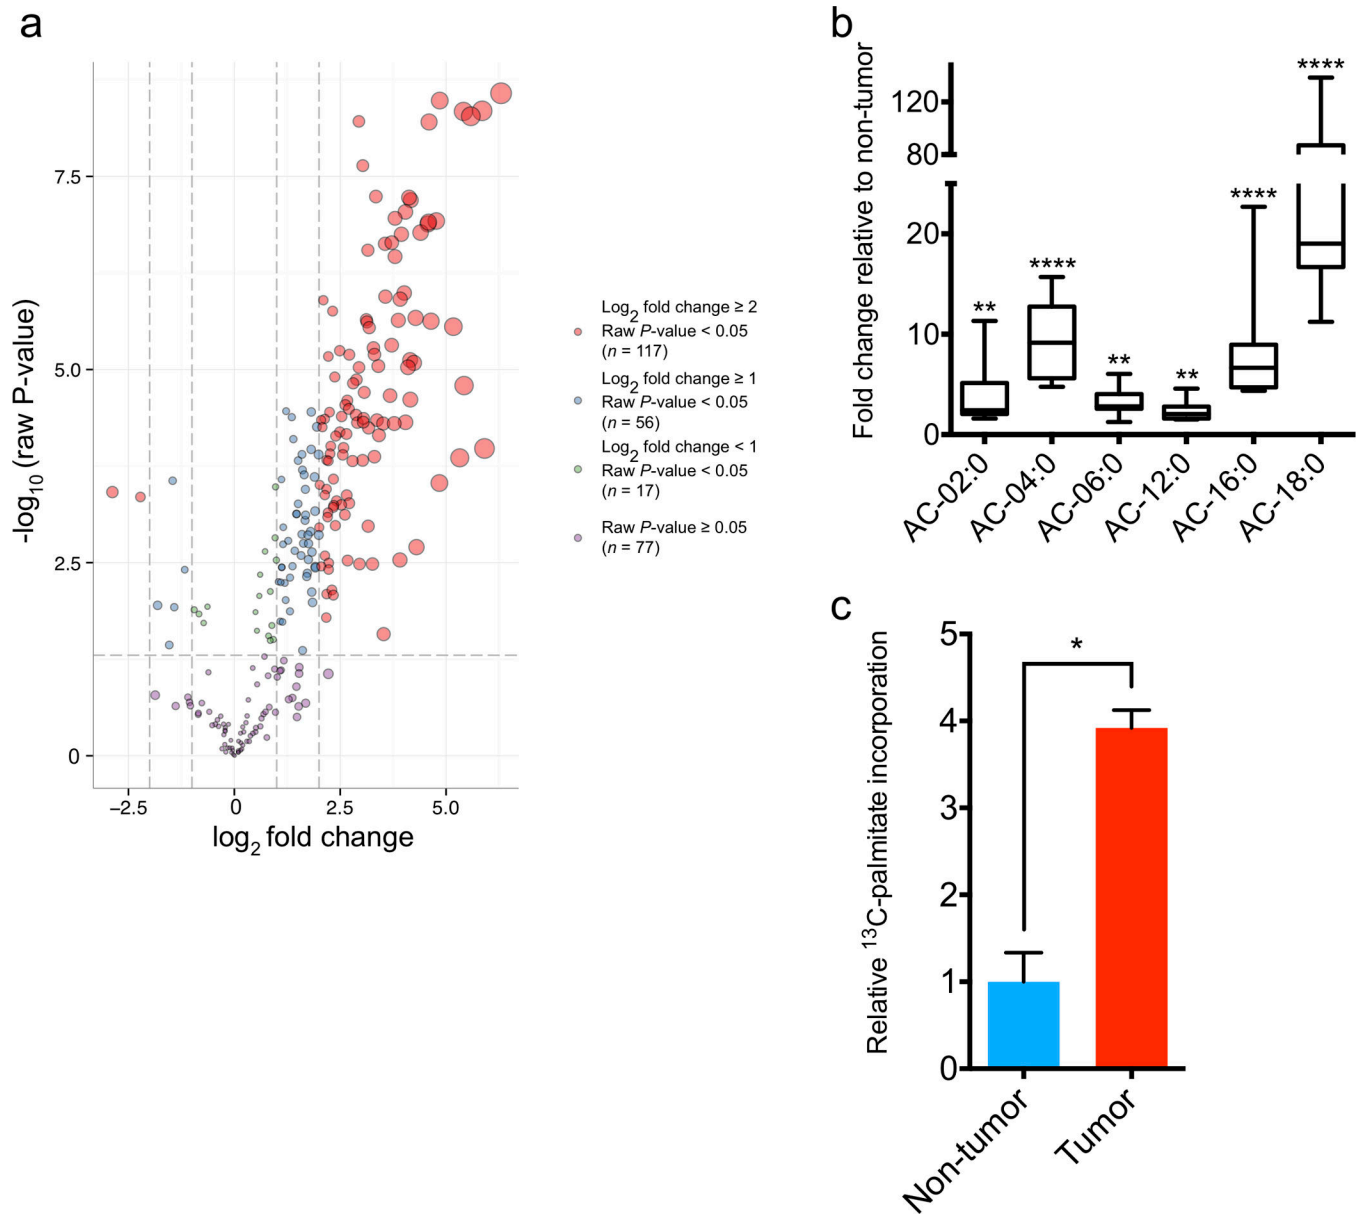 a
-log10 (raw P-value)
7.5
5.0
2.5
0
−2.5
0
2.5
5.0
log2 fold change
Log2 fold change ≥ 2
Raw P-value < 0.05
(n = 117)
Log2 fold change ≥ 1
Raw P-value < 0.05
(n = 56)
Log2 fold change < 1
Raw P-value < 0.05
(n = 17)
Raw P-value ≥ 0.05
(n = 77)
b
Fold change relative to non-tumor
120
80
20
10
0
**
****
**
**
****
****
AC-02:0
AC-04:0
AC-06:0
AC-12:0
AC-16:0
AC-18:0
c
Relative 13C-palmitate incorporation
5
4
3
2
1
0
*
Non-tumor
Tumor